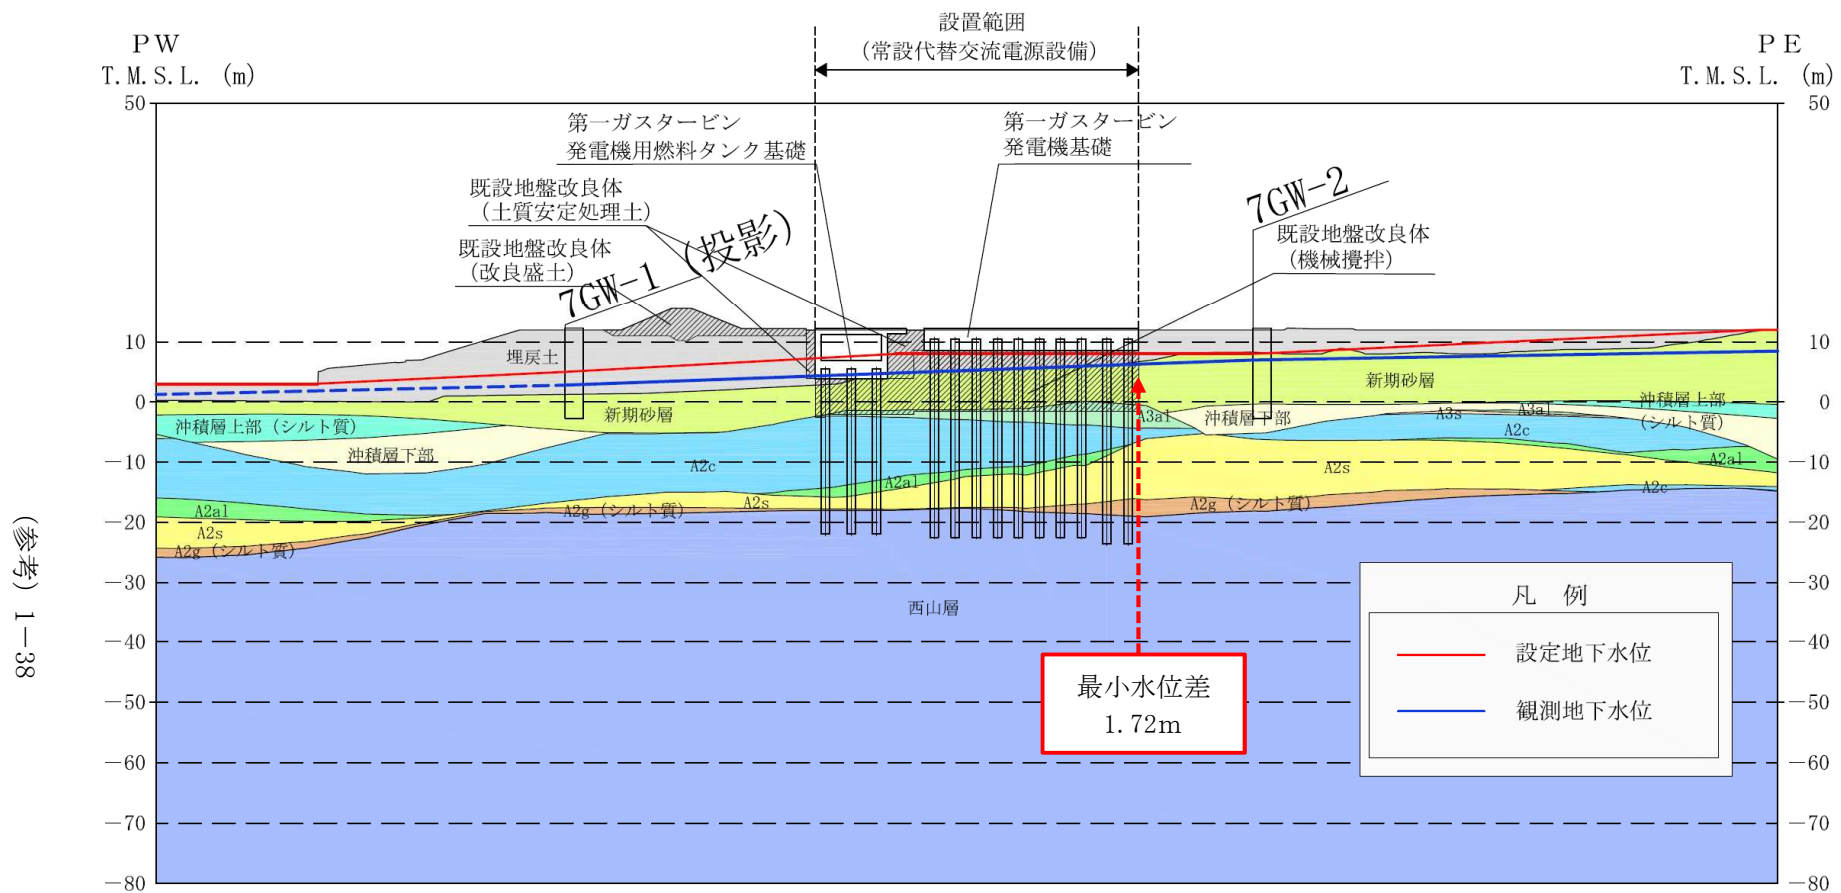 設置範囲
（常設代替交流電源設備）
PW
T.M.S.L. (m)
PE
T.M.S.L. (m)
50
50
第一ガスタービン
発電機用燃料タンク基礎
第一ガスタービン
発電機基礎
既設地盤改良体
（土質安定処理土）
既設地盤改良体
（改良盛土）
7GW-1（投影）
7GW-2
既設地盤改良体
（機械攪拌）
10
10
埋戻土
新期砂層
0
0
新期砂層
沖積層上部（シルト質）
沖積層下部
A3al
沖積層下部
A3s
A3al
沖積層上部
（シルト質）
A2c
A2c
A2s
A2al
−10
−10
A2al
A2s
A2al
A2c
A2g（シルト質）
A2g（シルト質）
−20
−20
A2s
A2g（シルト質）
−30
−30
西山層
凡 例
設定地下水位
観測地下水位
−40
−40
最小水位差
1.72m
−50
−50
−60
−60
−70
−70
−80
−80
（参考）1−38